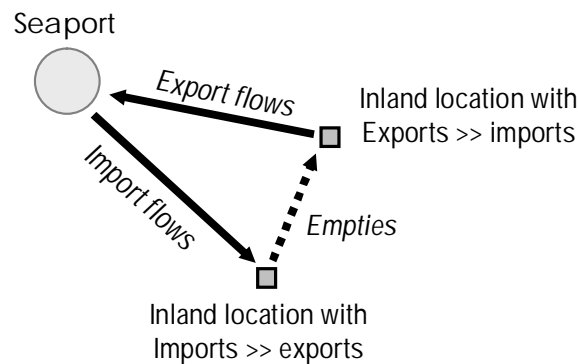 Seaport
Export flows
Inland location with
Exports >> imports
Import flows
Empties
Inland location with
Imports >> exports